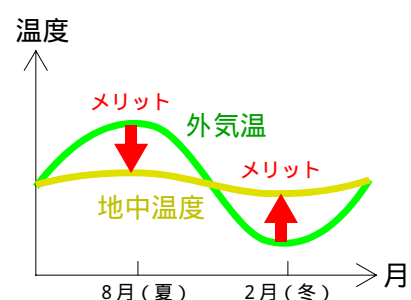 温度
メリット
外気温
メリット
地中温度
月
8月(夏)
2月(冬)